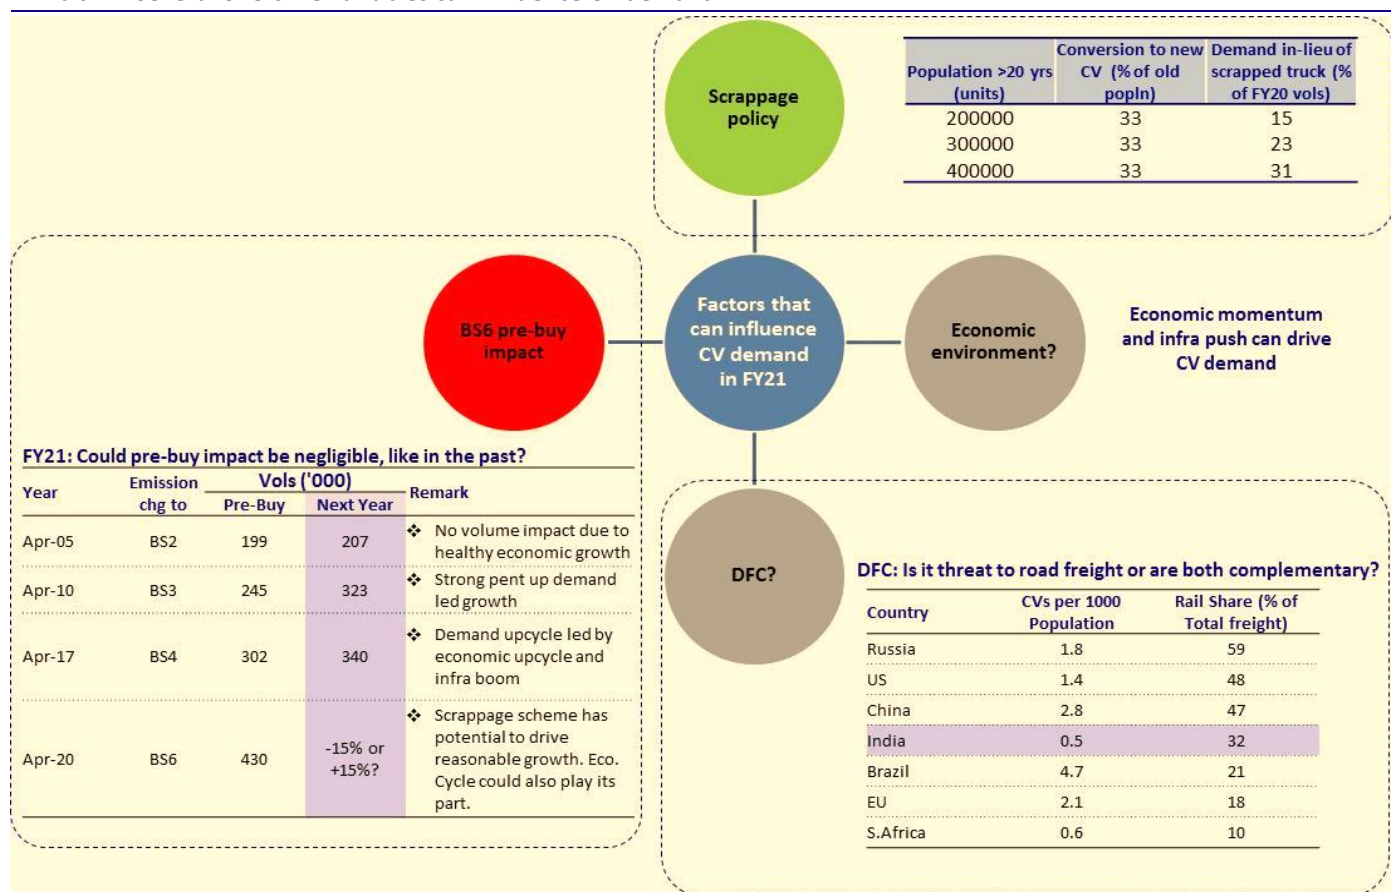 Scrappage
policy
Population >20 yrs
(units)
Conversion to new
CV (% of old
popln)
Demand in-lieu of
scrapped truck (%
of FY20 vols)
200000 33 15
300000 33 23
400000 33 31
BS6 pre-buy
impact
Factors that
can influence
CV demand
in FY21
Economic
environment?
Economic momentum
and infra push can drive
CV demand
FY21: Could pre-buy impact be negligible, like in the past?
Year
Emission
chg to
Vols ('000)
Pre-Buy Next Year
Remark
Apr-05 BS2 199 207
❖ No volume impact due to
healthy economic growth
Apr-10 BS3 245 323
❖ Strong pent up demand
led growth
Apr-17 BS4 302 340
❖ Demand upcycle led by
economic upcycle and
infra boom
Apr-20 BS6 430
-15% or
+15%?
❖ Scrappage scheme has
potential to drive
reasonable growth. Eco.
Cycle could also play its
part.
DFC?
DFC: Is it threat to road freight or are both complementary?
Country
CVs per 1000
Population
Rail Share (% of
Total freight)
Russia 1.8 59
US 1.4 48
China 2.8 47
India 0.5 32
Brazil 4.7 21
EU 2.1 18
S.Africa 0.6 10